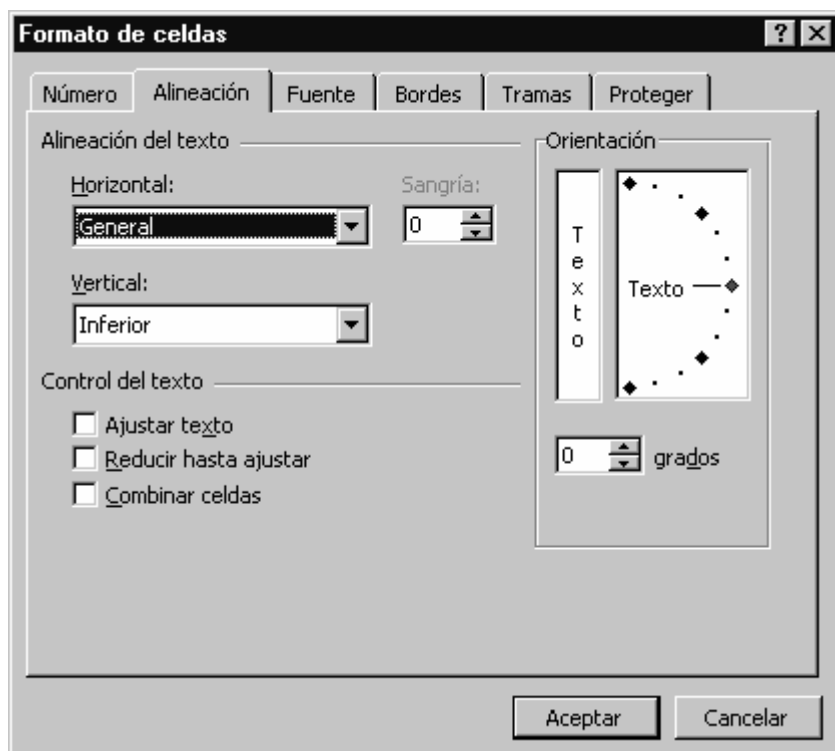 Formato de celdas
Número Alineación Fuente Bordes Tramas Proteger
Alineación del texto
Horizontal:
General
Sangría:
0
Vertical:
Inferior
Control del texto
Ajustar texto
Reducir hasta ajustar
Combinar celdas
Orientación
T
e
x
t
o
Texto
0 grados
Aceptar Cancelar